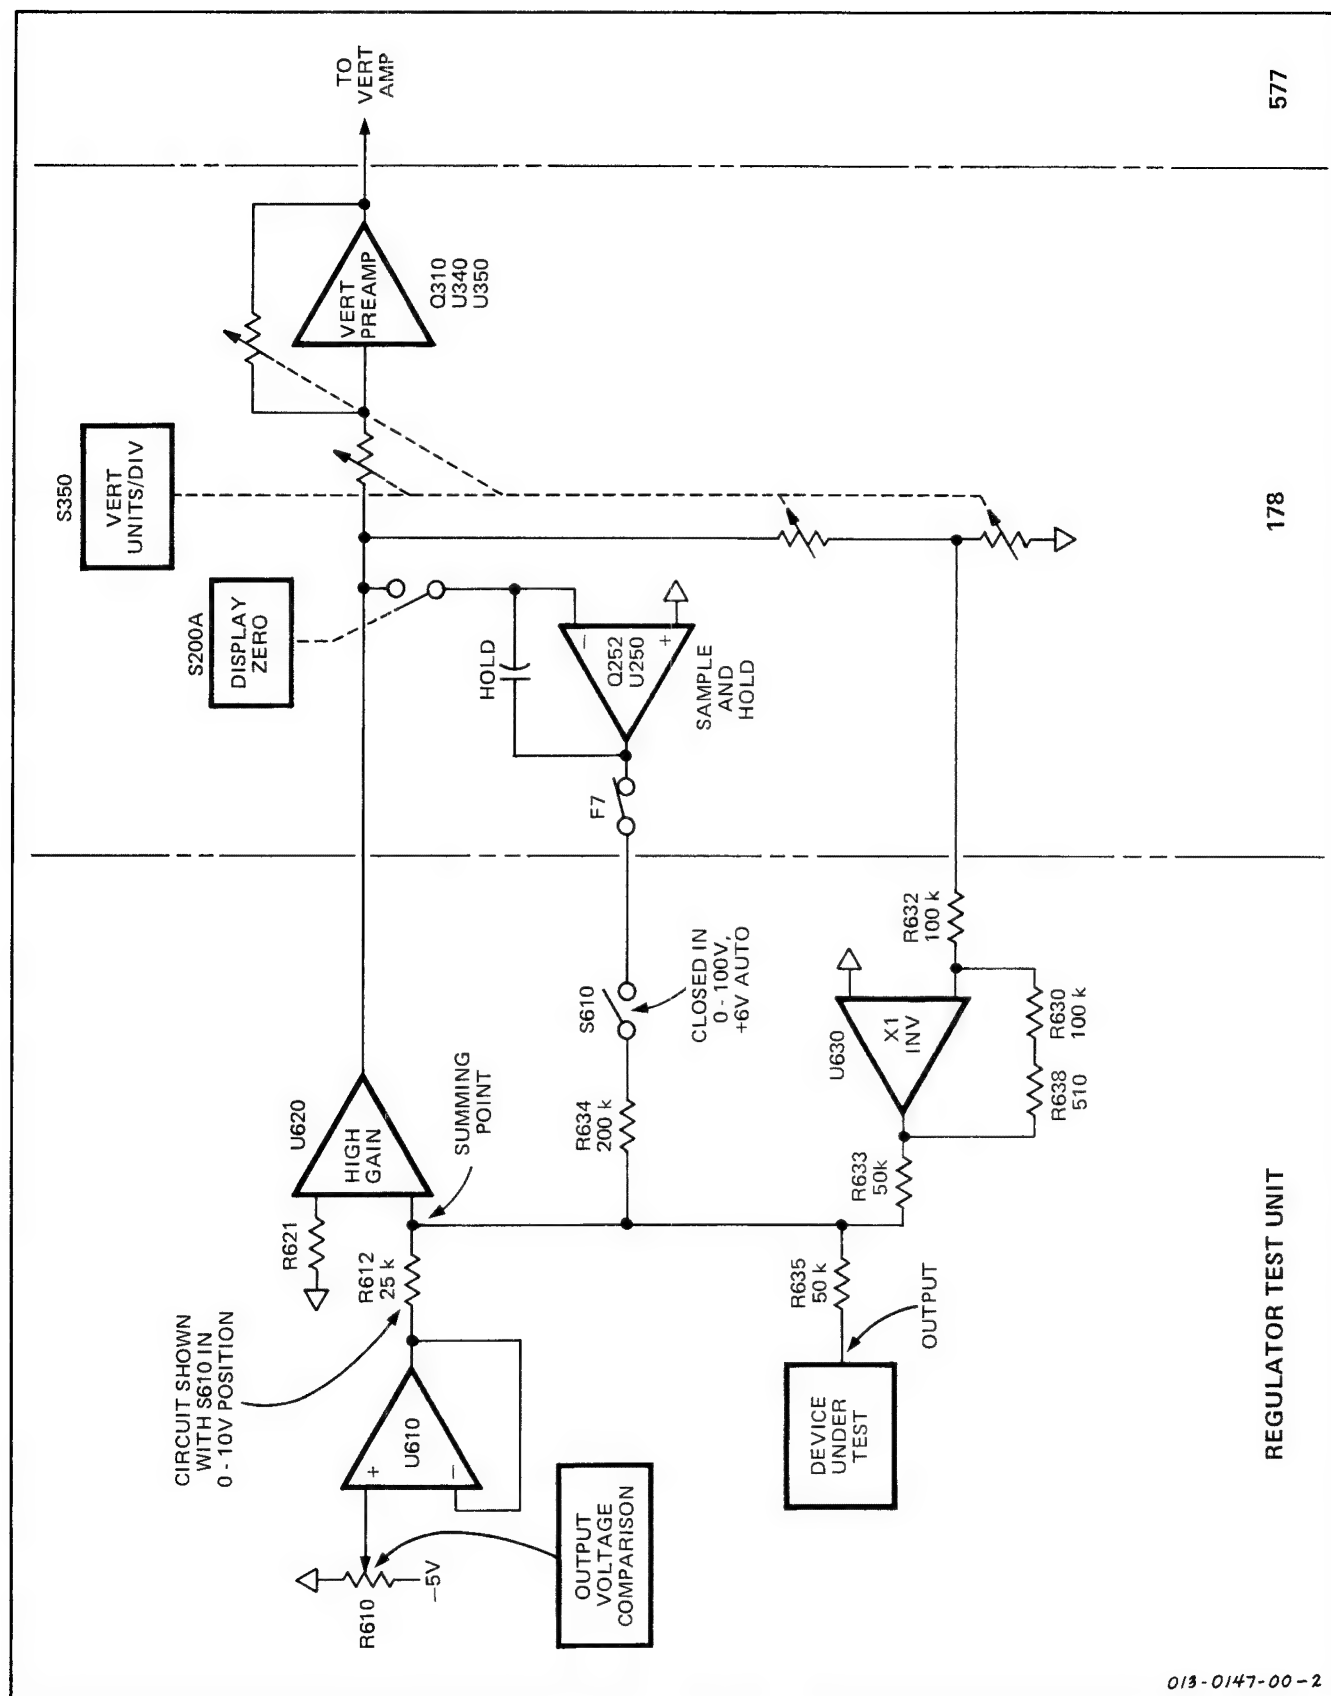 TO
VERT
AMP
577
VERT
PREAMP
Q310
U340
U350
S350
VERT
UNITS/DIV
S200A
DISPLAY
ZERO
HOLD
–
+
Q252
U250
SAMPLE
AND
HOLD
F7
178
U620
HIGH
GAIN
SUMMING
POINT
R621
R612
25 k
CIRCUIT SHOWN
WITH S610 IN
0 - 10V POSITION
S610
CLOSED IN
0 - 100V,
+6V AUTO
R634
200 k
R632
100 k
U630
X1
INV
R630
100 k
R638
510
R633
50k
R635
50 k
OUTPUT
DEVICE
UNDER
TEST
U610
+
–
R610
–5V
OUTPUT
VOLTAGE
COMPARISON
REGULATOR TEST UNIT
013-0147-00-2